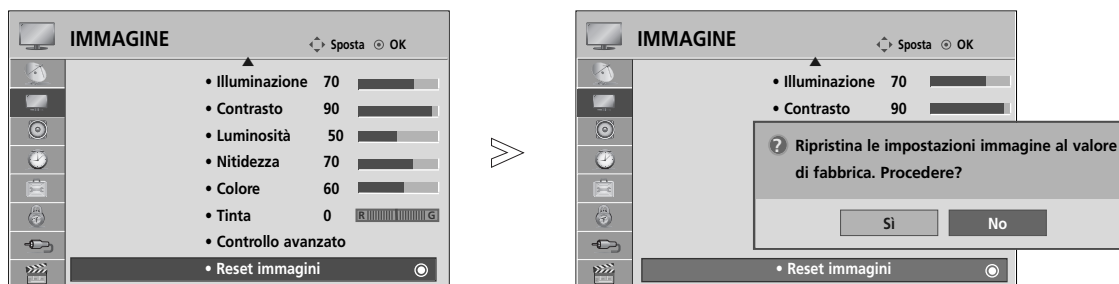 IMMAGINE
Sposta OK
• Illuminazione 70
• Contrasto 90
• Luminosità 50
• Nitidezza 70
• Colore 60
• Tinta 0 R G
• Controllo avanzato
• Reset immagini
>
IMMAGINE
Sposta OK
• Illuminazione 70
• Contrasto 90
? Ripristina le impostazioni immagine al valore
di fabbrica. Procedere?
Sì No
• Reset immagini